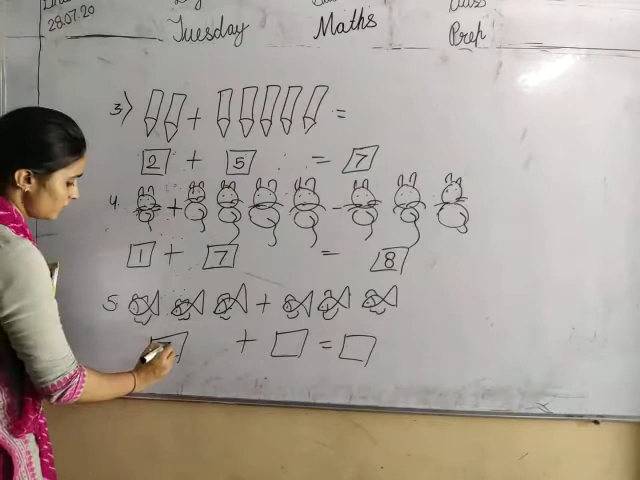 28.07.20 Tuesday Maths Prep
3) + =
2 + 5 = 7
4. +
1 + 7 = 8
5. +
+ =